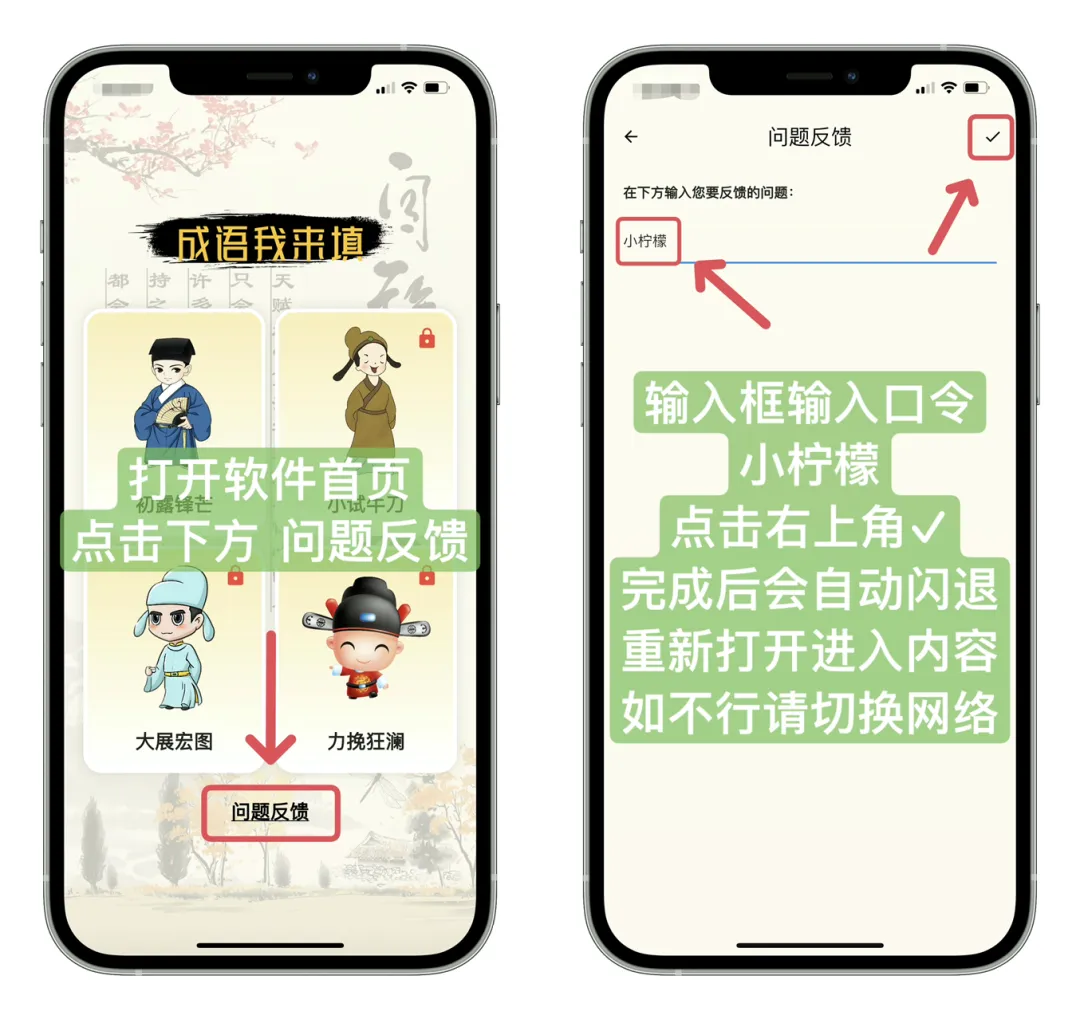 成语我来填
都 持 许 只 天
会 之 多 会 赋
初露锋芒
小试牛刀
打开软件首页
点击下方 问题反馈
大展宏图
力挽狂澜
问题反馈
问题反馈
在下方输入您要反馈的问题：
小柠檬
输入框输入口令
小柠檬
点击右上角✓
完成后会自动闪退
重新打开进入内容
如不行请切换网络